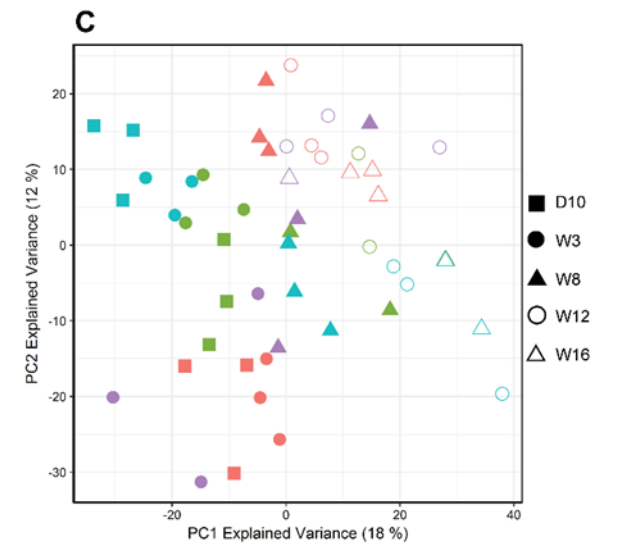 C
20
10
0
-10
-20
-30
PC2 Explained Variance (12 %)
-20
0
20
40
PC1 Explained Variance (18 %)
D10
W3
W8
W12
W16